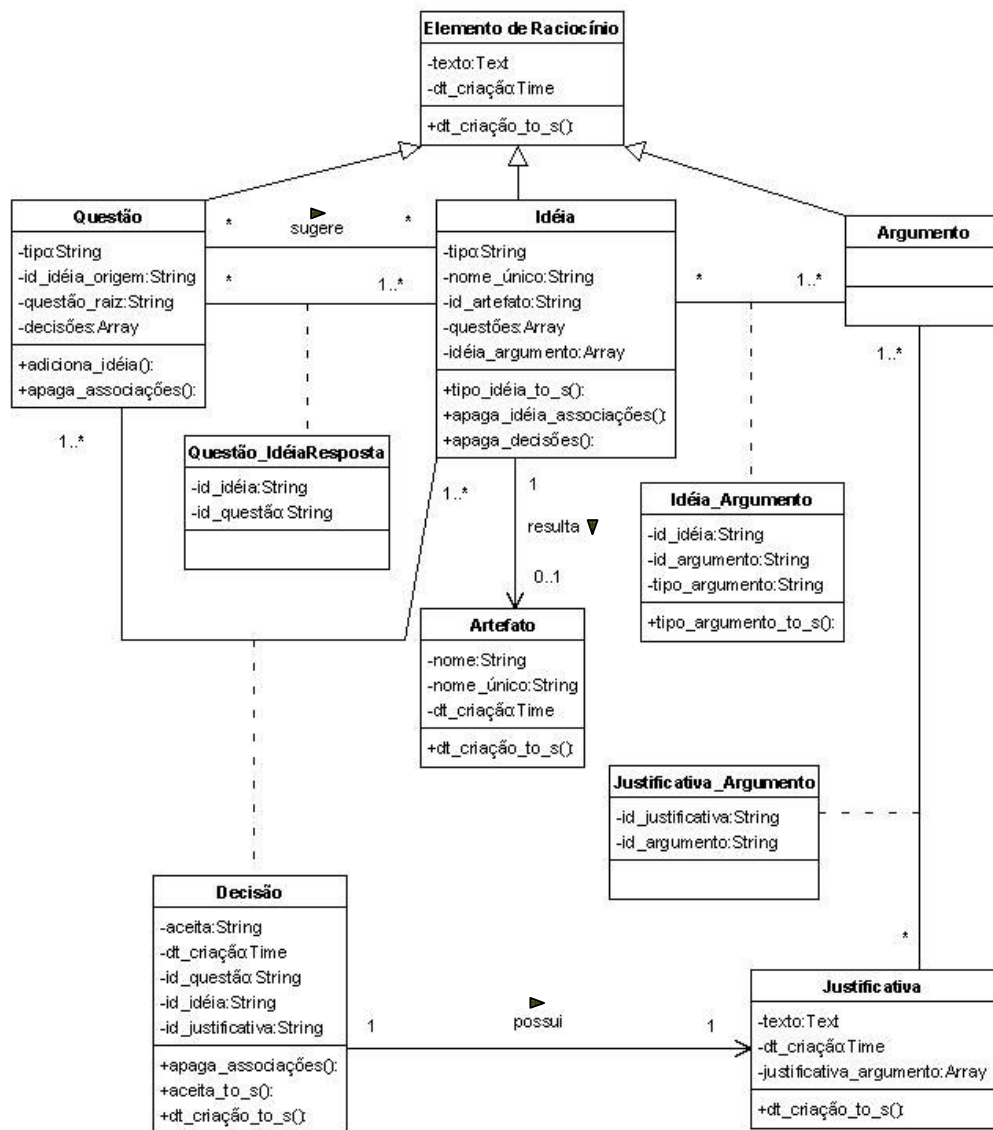 Elemento de Raciocínio
-texto:Text
-dt_criação:Time
+dt_criação_to_s():
Questão
-tipo:String
-id_idéia_origem:String
-questão_raiz:String
-decisões:Array
+adiciona_idéia():
+apaga_associações():
* sugere *
* 1..*
Idéia
-tipo:String
-nome_único:String
-id_artefato:String
-questões:Array
-idéia_argumento:Array
+tipo_idéia_to_s():
+apaga_idéia_associações():
+apaga_decisões():
* 1..*
Argumento
1..*
1..*
1..*
Questão_IdéiaResposta
-id_idéia:String
-id_questão:String
1
resulta
0..1
Idéia_Argumento
-id_idéia:String
-id_argumento:String
-tipo_argumento:String
+tipo_argumento_to_s():
Artefato
-nome:String
-nome_único:String
-dt_criação:Time
+dt_criação_to_s():
Justificativa_Argumento
-id_justificativa:String
-id_argumento:String
*
Decisão
-aceita:String
-dt_criação:Time
-id_questão:String
-id_idéia:String
-id_justificativa:String
+apaga_associações():
+aceita_to_s():
+dt_criação_to_s():
1 possui 1
Justificativa
-texto:Text
-dt_criação:Time
-justificativa_argumento:Array
+dt_criação_to_s():